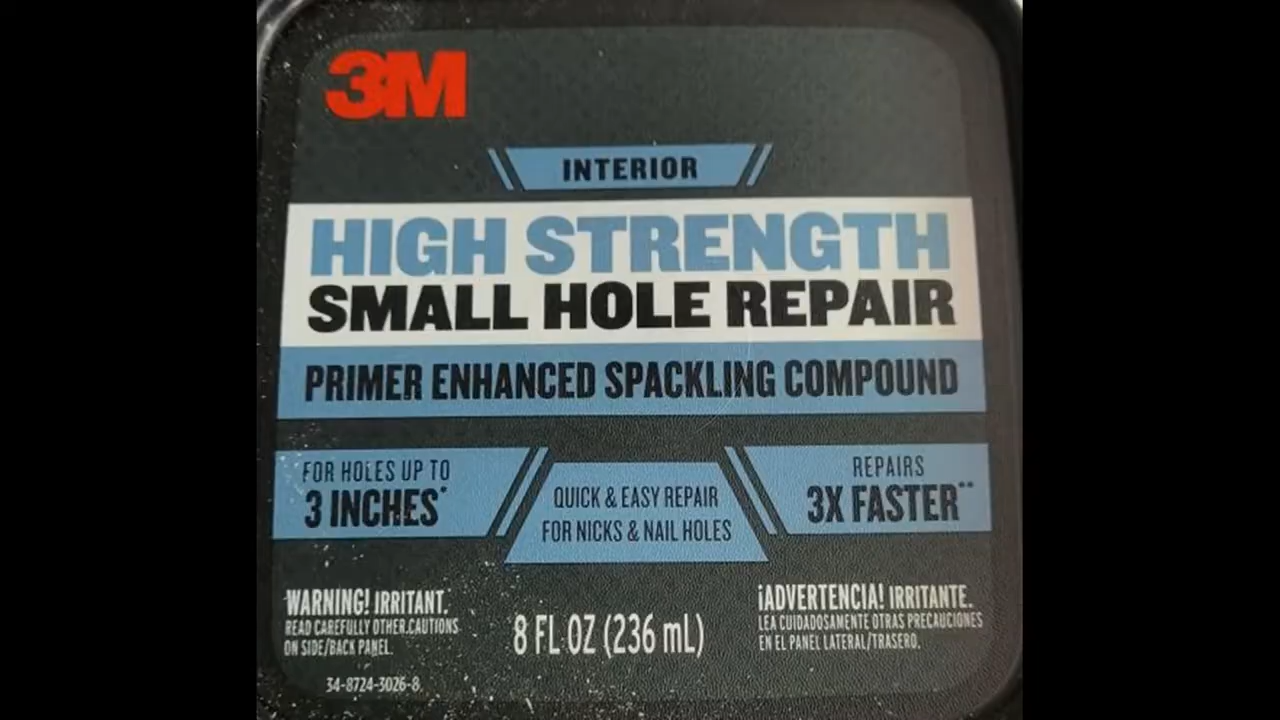 3M
INTERIOR
HIGH STRENGTH
SMALL HOLE REPAIR
PRIMER ENHANCED SPACKLING COMPOUND
FOR HOLES UP TO
3 INCHES*
QUICK & EASY REPAIR
FOR NICKS & NAIL HOLES
REPAIRS
3X FASTER**
WARNING! IRRITANT.
READ CAREFULLY OTHER CAUTIONS
ON SIDE/BACK PANEL.
8 FL OZ (236 mL)
¡ADVERTENCIA! IRRITANTE.
LEA CUIDADOSAMENTE OTRAS PRECAUCIONES
EN EL PANEL LATERAL/TRASERO.
34-8724-3026-8